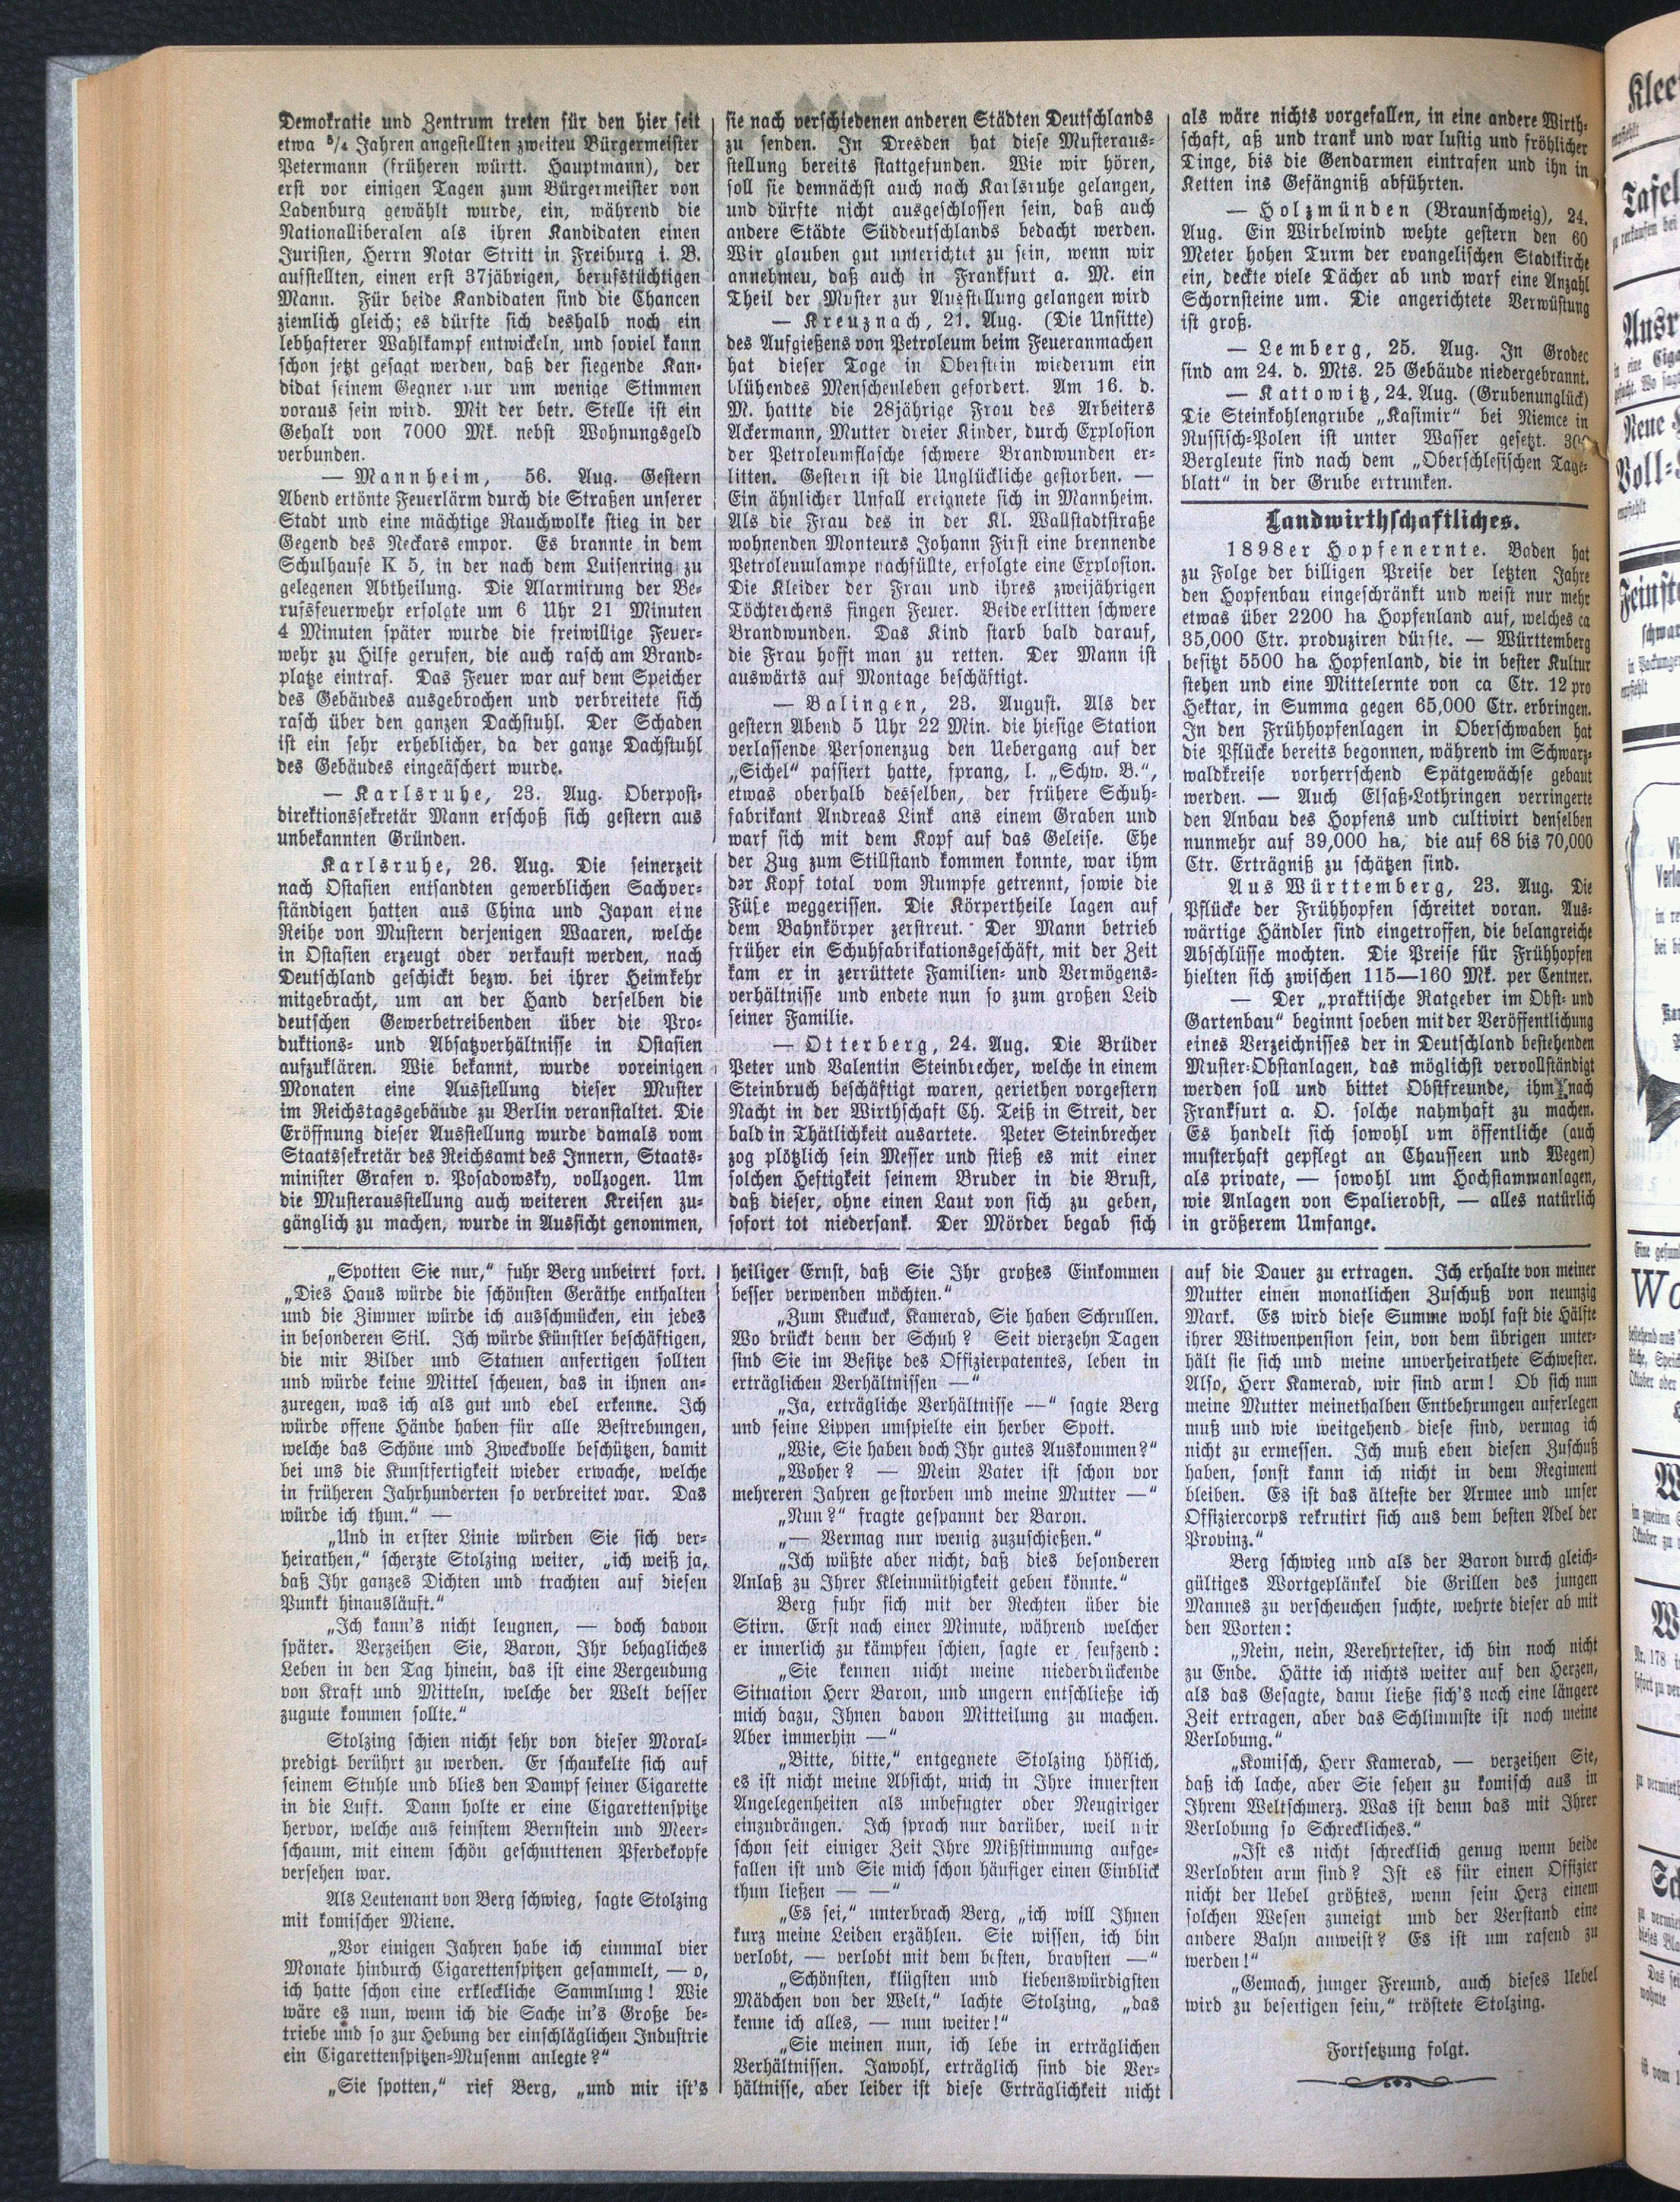 Demokratie und Zentrum treten für den hier seit
etwa 5/4 Jahren angestellten zweiten Bürgermeister
Petermann (früheren württ. Hauptmann), der
erst vor einigen Tagen zum Bürgermeister von
Ladenburg gewählt wurde, ein, während die
Nationalliberalen als ihren Kandidaten einen
Juristen, Herrn Notar Stritt in Freiburg i. B.
aufstellten, einen erst 37jährigen, berufstüchtigen
Mann. Für beide Kandidaten sind die Chancen
ziemlich gleich; es dürfte sich deshalb noch ein
lebhafterer Wahlkampf entwickeln, und soviel kann
schon jetzt gesagt werden, daß der siegende Kan-
didat seinem Gegner nur um wenige Stimmen
voraus sein wird. Mit der betr. Stelle ist ein
Gehalt von 7000 Mk. nebst Wohnungsgeld
verbunden.
— Mannheim, 56. Aug. Gestern
Abend ertönte Feuerlärm durch die Straßen unserer
Stadt und eine mächtige Rauchwolke stieg in der
Gegend des Neckars empor. Es brannte in dem
Schulhause K 5, in der nach dem Luisenring zu
gelegenen Abtheilung. Die Alarmirung der Be-
rufsfeuerwehr erfolgte um 6 Uhr 21 Minuten
4 Minuten später wurde die freiwillige Feuer-
wehr zu Hilfe gerufen, die auch rasch am Brand-
platze eintraf. Das Feuer war auf dem Speicher
des Gebäudes ausgebrochen und verbreitete sich
rasch über den ganzen Dachstuhl. Der Schaden
ist ein sehr erheblicher, da der ganze Dachstuhl
des Gebäudes eingeäschert wurde.
— Karlsruhe, 23. Aug. Oberpost-
direktionssekretär Mann erschoß sich gestern aus
unbekannten Gründen.
Karlsruhe, 26. Aug. Die seinerzeit
nach Ostasien entsandten gewerblichen Sachver-
ständigen hatten aus China und Japan eine
Reihe von Mustern derjenigen Waaren, welche
in Ostasien erzeugt oder verkauft werden, nach
Deutschland geschickt bezw. bei ihrer Heimkehr
mitgebracht, um an der Hand derselben die
deutschen Gewerbetreibenden über die Pro-
duktions- und Absatzverhältnisse in Ostasien
aufzuklären. Wie bekannt, wurde voreinigen
Monaten eine Ausstellung dieser Muster
im Reichstagsgebäude zu Berlin veranstaltet. Die
Eröffnung dieser Ausstellung wurde damals vom
Staatssekretär des Reichsamt des Innern, Staats-
minister Grafen v. Posadowsky, vollzogen. Um
die Musterausstellung auch weiteren Kreisen zu-
gänglich zu machen, wurde in Aussicht genommen,
sie nach verschiedenen anderen Städten Deutschlands
zu senden. In Dresden hat diese Musteraus-
stellung bereits stattgefunden. Wie wir hören,
soll sie demnächst auch nach Karlsruhe gelangen,
und dürfte nicht ausgeschlossen sein, daß auch
andere Städte Süddeutschlands bedacht werden.
Wir glauben gut unterichtet zu sein, wenn wir
annehmen, daß auch in Frankfurt a. M. ein
Theil der Muster zur Ausstellung gelangen wird
— Kreuznach, 21. Aug. (Die Unsitte)
des Aufgießens von Petroleum beim Feueranmachen
hat dieser Tage in Oberstein wiederum ein
blühendes Menschenleben gefordert. Am 16. d.
M. hattte die 28jährige Frau des Arbeiters
Ackermann, Mutter dreier Kinder, durch Explosion
der Petroleumflasche schwere Brandwunden er-
litten. Gestern ist die Unglückliche gestorben. —
Ein ähnlicher Unfall ereignete sich in Mannheim.
Als die Frau des in der Kl. Wallstadtstraße
wohnenden Monteurs Johann First eine brennende
Petroleumlampe nachfüllte, erfolgte eine Explosion.
Die Kleider der Frau und ihres zweijährigen
Töchterchens fingen Feuer. Beide erlitten schwere
Brandwunden. Das Kind starb bald darauf,
die Frau hofft man zu retten. Der Mann ist
auswärts auf Montage beschäftigt.
— Balingen, 23. August. Als der
gestern Abend 5 Uhr 22 Min. die hiesige Station
verlassende Personenzug den Uebergang auf der
„Sichel“ passiert hatte, sprang, l. „Schw. B.“,
etwas oberhalb desselben, der frühere Schuh-
fabrikant Andreas Link ans einem Graben und
warf sich mit dem Kopf auf das Geleise. Ehe
der Zug zum Stillstand kommen konnte, war ihm
der Kopf total vom Rumpfe getrennt, sowie die
Füße weggerissen. Die Körpertheile lagen auf
dem Bahnkörper zerstreut. Der Mann betrieb
früher ein Schuhfabrikationsgeschäft, mit der Zeit
kam er in zerrüttete Familien- und Vermögens-
verhältnisse und endete nun so zum großen Leid
seiner Familie.
— Otterberg, 24. Aug. Die Brüder
Peter und Valentin Steinbrecher, welche in einem
Steinbruch beschäftigt waren, geriethen vorgestern
Nacht in der Wirthschaft Ch. Teiß in Streit, der
bald in Thätlichkeit ausartete. Peter Steinbrecher
zog plötzlich sein Messer und stieß es mit einer
solchen Heftigkeit seinem Bruder in die Brust,
daß dieser, ohne einen Laut von sich zu geben,
sofort tot niedersank. Der Mörder begab sich
als wäre nichts vorgefallen, in eine andere Wirth-
schaft, aß und trank und war lustig und fröhlicher
Dinge, bis die Gendarmen eintrafen und ihn in
Ketten ins Gefängniß abführten.
— Holzmünden (Braunschweig), 24.
Aug. Ein Wirbelwind wehte gestern den 60
Meter hohen Turm der evangelischen Stadtkirche
ein, deckte viele Dächer ab und warf eine Anzahl
Schornsteine um. Die angerichtete Verwüstung
ist groß.
— Lemberg, 25. Aug. In Grodec
sind am 24. d. Mts. 25 Gebäude niedergebrannt.
— Kattowitz, 24. Aug. (Grubenunglück)
Die Steinkohlengrube „Kasimir“ bei Niemce in
Russisch-Polen ist unter Wasser gesetzt.
Bergleute sind nach dem „Oberschlesischen Tage-
blatt“ in der Grube ertrunken.
Landwirthschaftliches.
1898er Hopfenernte. Baden hat
zu Folge der billigen Preise der letzten Jahre
den Hopfenbau eingeschränkt und weist nur mehr
etwas über 2200 ha Hopfenland auf, welches ca
35,000 Ctr. produziren dürfte. — Württemberg
besitzt 5500 ha Hopfenland, die in bester Kultur
stehen und eine Mittelernte von ca Ctr. 12 pro
Hektar, in Summa gegen 65,000 Ctr. erbringen.
In den Frühhopfenlagen in Oberschwaben hat
die Pflücke bereits begonnen, während im Schwarz-
waldkreise vorherrschend Spätgewächse gebaut
werden. — Auch Elsaß-Lothringen verringerte
den Anbau des Hopfens und cultivirt denselben
nunmehr auf 39,000 ha, die auf 68 bis 70,000
Ctr. Erträgniß zu schätzen sind.
Aus Württemberg, 23. Aug. Die
Pflücke der Frühhopfen schreitet voran. Aus-
wärtige Händler sind eingetroffen, die belangreiche
Abschlüsse mochten. Die Preise für Frühhopfen
hielten sich zwischen 115—160 Mk. per Centner.
— Der „praktische Ratgeber im Obst- und
Gartenbau“ beginnt soeben mit der Veröffentlichung
eines Verzeichnisses der in Deutschland bestehenden
Muster-Obstanlagen, das möglichst vervollständigt
werden soll und bittet Obstfreunde, ihm nach
Frankfurt a. O. solche nahmhaft zu machen.
Es handelt sich sowohl um öffentliche (auch
musterhaft gepflegt an Chausseen und Wegen)
als private, — sowohl um Hochstammanlagen,
wie Anlagen von Spalierobst, — alles natürlich
in größerem Umfange.
„Spotten Sie nur,“ fuhr Berg unbeirrt fort.
„Dies Haus würde die schönsten Geräthe enthalten
und die Zimmer würde ich ausschmücken, ein jedes
in besonderen Stil. Ich würde Künstler beschäftigen,
die mir Bilder und Statuen anfertigen sollten
und würde keine Mittel scheuen, das in ihnen an-
zuregen, was ich als gut und edel erkenne. Ich
würde offene Hände haben für alle Bestrebungen,
welche das Schöne und Zweckvolle beschützen, damit
bei uns die Kunstfertigkeit wieder erwache, welche
in früheren Jahrhunderten so verbreitet war. Das
würde ich thun.“ —
„Und in erster Linie würden Sie sich ver-
heirathen,“ scherzte Stolzing weiter, „ich weiß ja,
daß Ihr ganzes Dichten und trachten auf diesen
Punkt hinausläuft.“
„Ich kann's nicht leugnen, — doch davon
später. Verzeihen Sie, Baron, Ihr behagliches
Leben in den Tag hinein, das ist eine Vergeudung
von Kraft und Mitteln, welche der Welt besser
zugute kommen sollte.“
Stolzing schien nicht sehr von dieser Moral-
predigt berührt zu werden. Er schaukelte sich auf
seinem Stuhle und blies den Dampf seiner Cigarette
in die Luft. Dann holte er eine Cigarettenspitze
hervor, welche aus feinstem Bernstein und Meer-
schaum, mit einem schön geschnittenen Pferdekopfe
versehen war.
Als Leutenant von Berg schwieg, sagte Stolzing
mit komischer Miene.
„Vor einigen Jahren habe ich einnmal vier
Monate hindurch Cigarettenspitzen gesammelt, — o,
ich hatte schon eine erkleckliche Sammlung! Wie
wäre es nun, wenn ich die Sache in's Große be-
triebe und so zur Hebung der einschläglichen Industrie
ein Cigarettenspitzen-Musenm anlegte?“
„Sie spotten,“ rief Berg, „und mir ist's
heiliger Ernst, daß Sie Ihr großes Einkommen
besser verwenden möchten.“
„Zum Kuckuck, Kamerad, Sie haben Schrullen.
Wo drückt denn der Schuh? Seit vierzehn Tagen
sind Sie im Besitze des Offizierpatentes, leben in
erträglichen Verhältnissen —“
„Ja, erträgliche Verhältnisse —“ sagte Berg
und seine Lippen umspielte ein herber Spott.
„Wie, Sie haben doch Ihr gutes Auskommen?“
„Woher? — Mein Vater ist schon vor
mehreren Jahren gestorben und meine Mutter —“
„Nun?“ fragte gespannt der Baron.
„— Vermag nur wenig zuzuschießen.“
„Ich wüßte aber nicht, daß dies besonderen
Anlaß zu Ihrer Kleinmüthigkeit geben könnte.“
Berg fuhr sich mit der Rechten über die
Stirn. Erst nach einer Minute, während welcher
er innerlich zu kämpfen schien, sagte er, seufzend:
„Sie kennen nicht meine niederdrückende
Situation Herr Baron, und ungern entschließe ich
mich dazu, Ihnen davon Mitteilung zu machen.
Aber immerhin —“
„Bitte, bitte,“ entgegnete Stolzing höflich,
es ist nicht meine Absicht, mich in Ihre innersten
Angelegenheiten als unbefugter oder Neugiriger
einzudrängen. Ich sprach nur darüber, weil mir
schon seit einiger Zeit Ihre Mißstimmung aufge-
fallen ist und Sie mich schon häufiger einen Einblick
thun ließen — —“
„Es sei,“ unterbrach Berg, „ich will Ihnen
kurz meine Leiden erzählen. Sie wissen, ich bin
verlobt, — verlobt mit dem besten, bravsten —“
„Schönsten, klügsten und liebenswürdigsten
Mädchen von der Welt,“ lachte Stolzing, „das
kenne ich alles, — nun weiter!“
„Sie meinen nun, ich lebe in erträglichen
Verhältnissen. Jawohl, erträglich sind die Ver-
hältnisse, aber leider ist diese Erträglichkeit nicht
auf die Dauer zu ertragen. Ich erhalte von meiner
Mutter einen monatlichen Zuschuß von neunzig
Mark. Es wird diese Summe wohl fast die Hälfte
ihrer Witwenpension sein, von dem übrigen unter-
hält sie sich und meine unverheirathete Schwester.
Also, Herr Kamerad, wir sind arm! Ob sich nun
meine Mutter meinethalben Entbehrungen auferlegen
muß und wie weitgehend diese sind, vermag ich
nicht zu ermessen. Ich muß eben diesen Zuschuß
haben, sonst kann ich nicht in dem Regiment
bleiben. Es ist das älteste der Armee und unser
Offiziercorps rekrutirt sich aus dem besten Adel der
Provinz.“
Berg schwieg und als der Baron durch gleich-
gültiges Wortgeplänkel die Grillen des jungen
Mannes zu verscheuchen suchte, wehrte dieser ab mit
den Worten:
„Nein, nein, Verehrtester, ich bin noch nicht
zu Ende. Hätte ich nichts weiter auf den Herzen,
als das Gesagte, dann ließe sich's noch eine längere
Zeit ertragen, aber das Schlimmste ist noch meine
Verlobung.“
„Komisch, Herr Kamerad, — verzeihen Sie,
daß ich lache, aber Sie sehen zu komisch aus in
Ihrem Weltschmerz. Was ist denn das mit Ihrer
Verlobung so Schreckliches.“
„Ist es nicht schrecklich genug wenn beide
Verlobten arm sind? Ist es für einen Offizier
nicht der Uebel größtes, wenn sein Herz einem
solchen Wesen zuneigt und der Verstand eine
andere Bahn anweist? Es ist um rasend zu
werden!“
„Gemach, junger Freund, auch dieses Uebel
wird zu beseitigen sein,“ tröstete Stolzing.
Fortsetzung folgt.